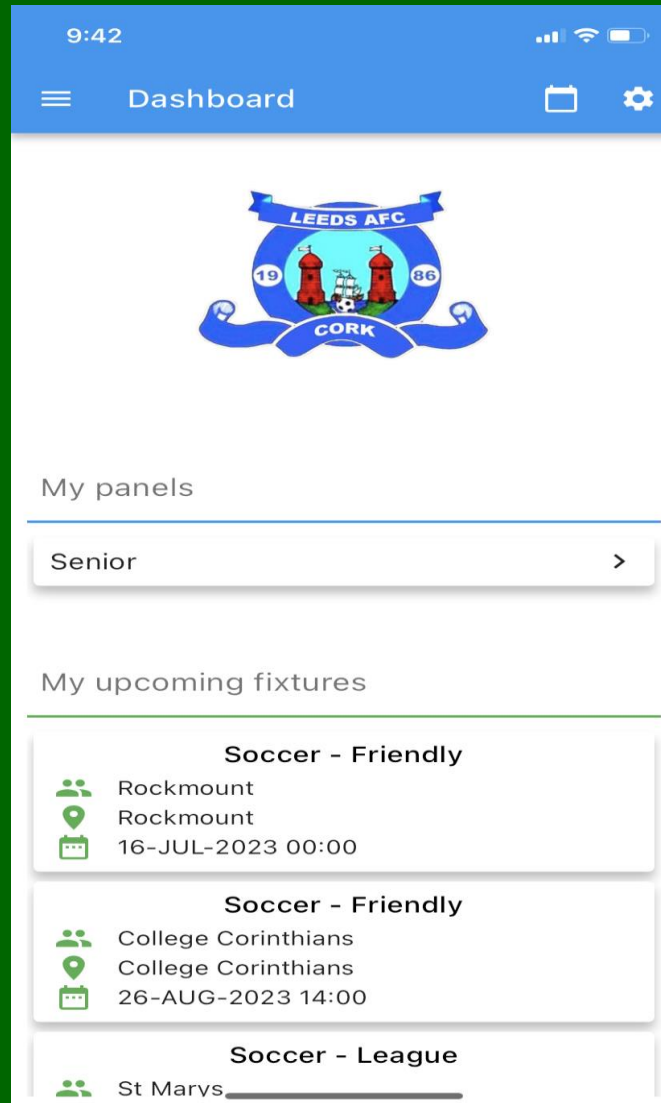 9:42
Dashboard
LEEDS AFC
19 86
CORK
My panels
Senior
My upcoming fixtures
Soccer - Friendly
Rockmount
Rockmount
16-JUL-2023 00:00
Soccer - Friendly
College Corinthians
College Corinthians
26-AUG-2023 14:00
Soccer - League
St Marys